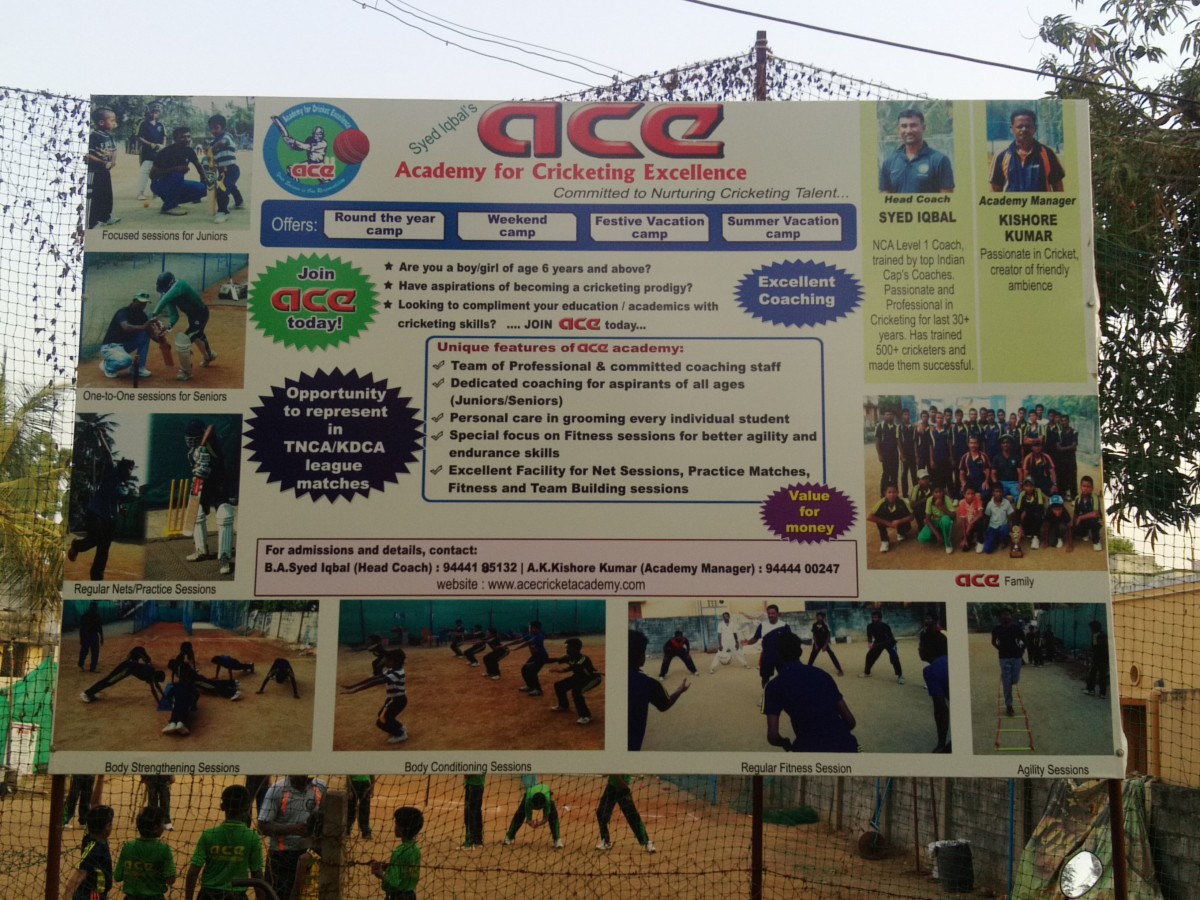 Syed Iqbal's
ace
Academy for Cricketing Excellence
Committed to Nurturing Cricketing Talent...
Academy for Cricket Excellence
ace
Offers:
Round the year
camp
Weekend
camp
Festive Vacation
camp
Summer Vacation
camp
Join
ace
today!
Are you a boy/girl of age 6 years and above?
Have aspirations of becoming a cricketing prodigy?
Looking to compliment your education / academics with
cricketing skills? .... JOIN ace today...
Excellent
Coaching
Opportunity
to represent
in
TNCA/KDCA
league
matches
Unique features of ace academy:
Team of Professional & committed coaching staff
Dedicated coaching for aspirants of all ages
(Juniors/Seniors)
Personal care in grooming every individual student
Special focus on Fitness sessions for better agility and
endurance skills
Excellent Facility for Net Sessions, Practice Matches,
Fitness and Team Building sessions
Value
for
money
For admissions and details, contact:
B.A.Syed Iqbal (Head Coach) : 94441 85132 | A.K.Kishore Kumar (Academy Manager) : 94444 00247
website : www.acecricketacademy.com
Head Coach
SYED IQBAL
NCA Level 1 Coach,
trained by top Indian
Cap's Coaches.
Passionate and
Professional in
Cricketing for last 30+
years. Has trained
500+ cricketers and
made them successful.
Academy Manager
KISHORE
KUMAR
Passionate in Cricket,
creator of friendly
ambience
ace Family
Focused sessions for Juniors
One-to-One sessions for Seniors
Regular Nets/Practice Sessions
Body Strengthening Sessions
Body Conditioning Sessions
Regular Fitness Session
Agility Sessions
ace
ace